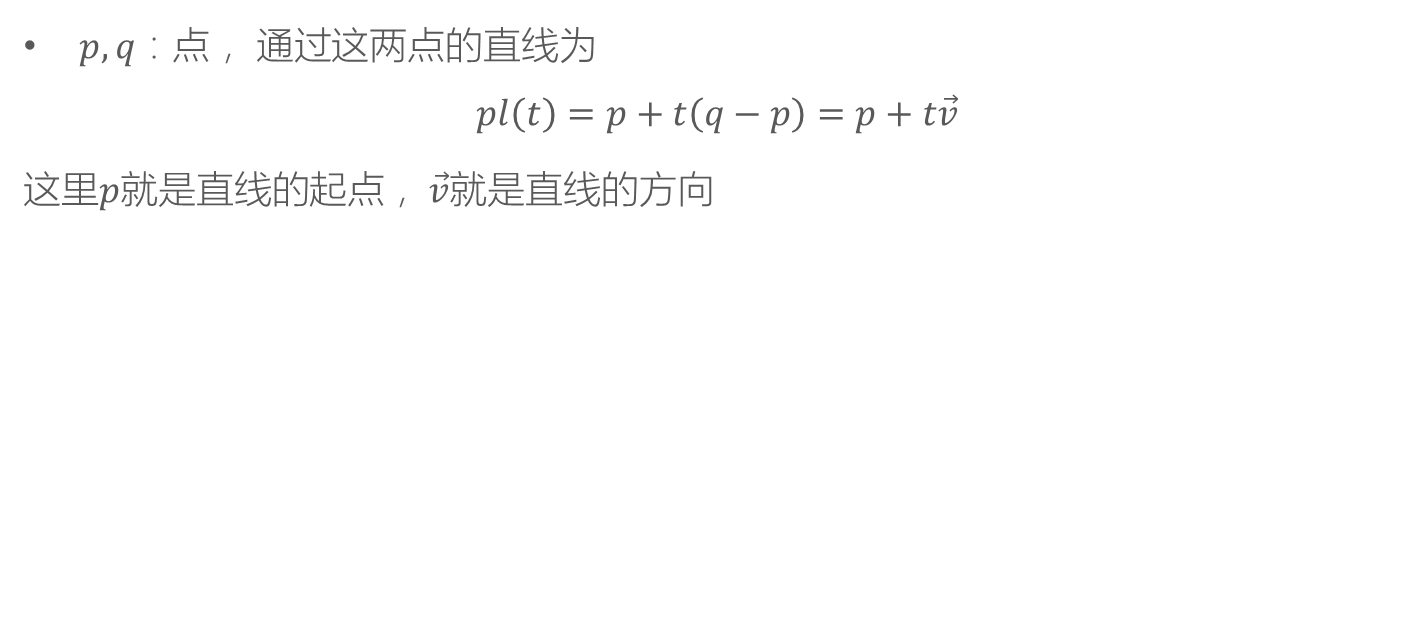 • p, q：点，通过这两点的直线为
pl(t) = p + t(q − p) = p + tv⃗
这里p就是直线的起点，v⃗就是直线的方向